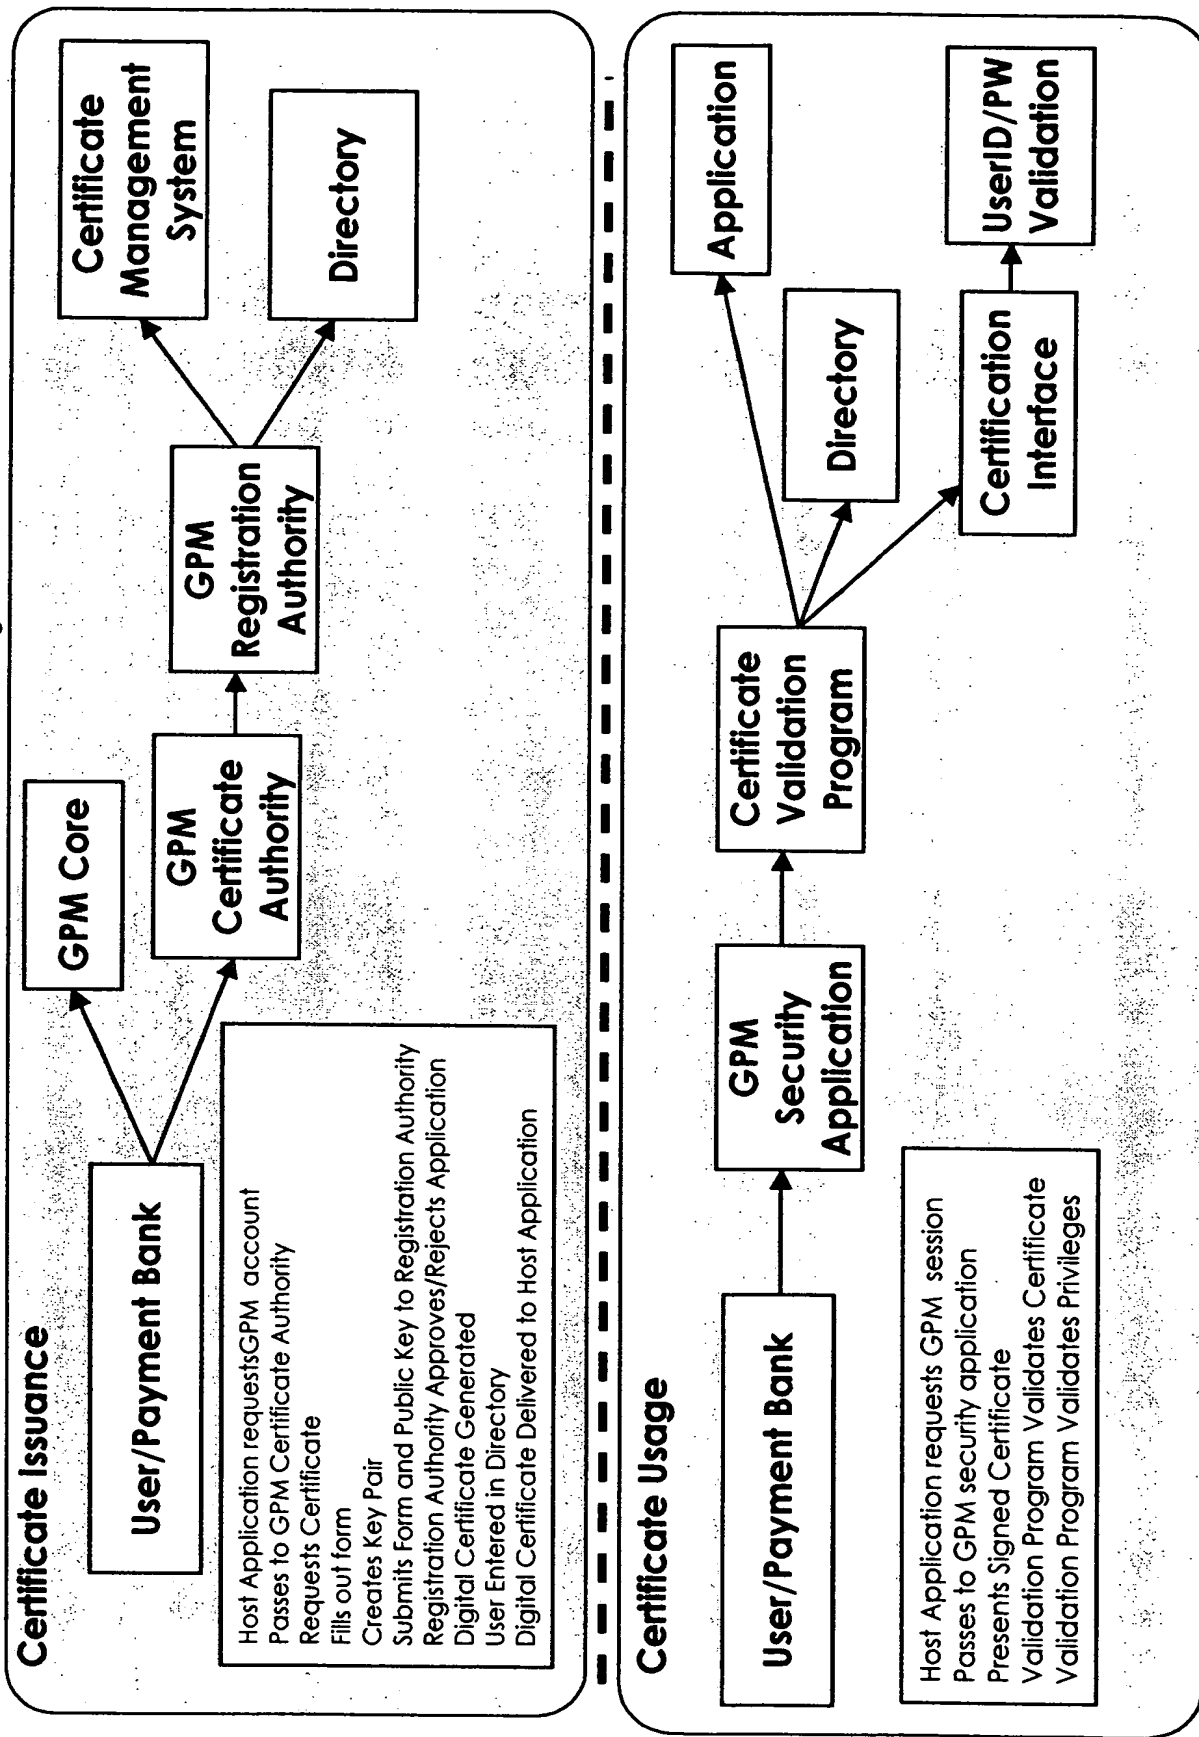 Certificate Issuance
User/Payment Bank
GPM Core
GPM
Certificate
Authority
GPM
Registration
Authority
Certificate
Management
System
Directory
Host Application requestsGPM account
Passes to GPM Certificate Authority
Requests Certificate
Fills out form
Creates Key Pair
Submits Form and Public Key to Registration Authority
Registration Authority Approves/Rejects Application
Digital Certificate Generated
User Entered in Directory
Digital Certificate Delivered to Host Application
Certificate Usage
User/Payment Bank
GPM
Security
Application
Certificate
Validation
Program
Application
Directory
Certification
Interface
UserID/PW
Validation
Host Application requests GPM session
Passes to GPM security application
Presents Signed Certificate
Validation Program Validates Certificate
Validation Program Validates Privileges